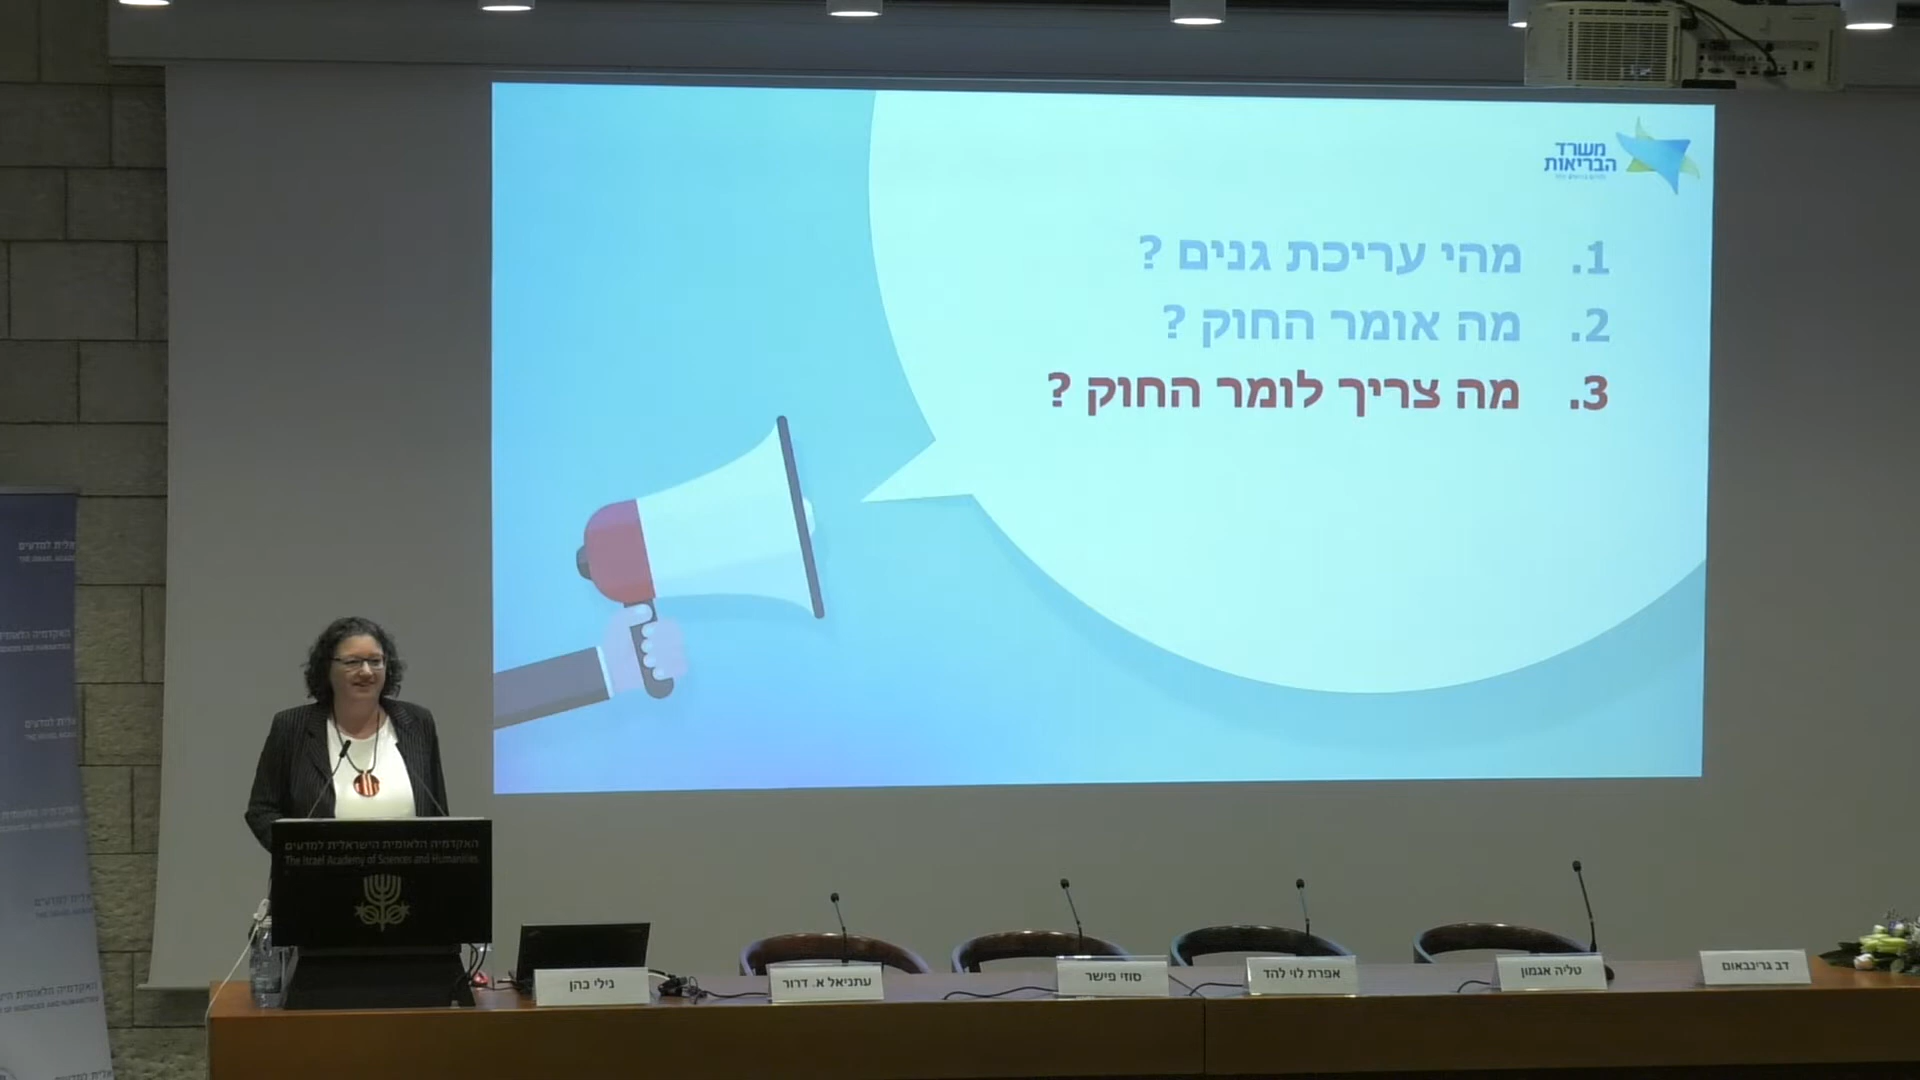 משרד
הבריאות
1. מהי עריכת גנים ?
2. מה אומר החוק ?
3. מה צריך לומר החוק ?
האקדמיה הלאומית הישראלית למדעים
The Israel Academy of Sciences and Humanities
נילי כהן
עתניאל א. דרור
סוזי פישר
אפרת לוי להד
טליה אגמון
דב גרינבאום